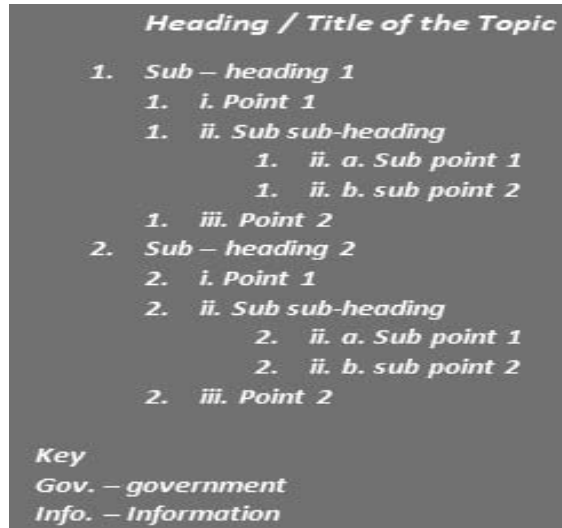 Heading / Title of the Topic
1. Sub – heading 1
1. i. Point 1
1. ii. Sub sub-heading
1. ii. a. Sub point 1
1. ii. b. sub point 2
1. iii. Point 2
2. Sub – heading 2
2. i. Point 1
2. ii. Sub sub-heading
2. ii. a. Sub point 1
2. ii. b. sub point 2
2. iii. Point 2
Key
Gov. – government
Info. – Information